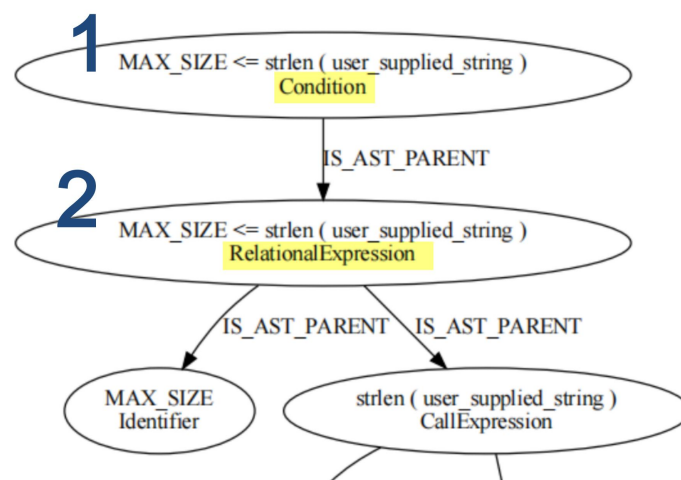 1
MAX_SIZE <= strlen ( user_supplied_string )
Condition
IS_AST_PARENT
2
MAX_SIZE <= strlen ( user_supplied_string )
RelationalExpression
IS_AST_PARENT IS_AST_PARENT
MAX_SIZE
Identifier
strlen ( user_supplied_string )
CallExpression